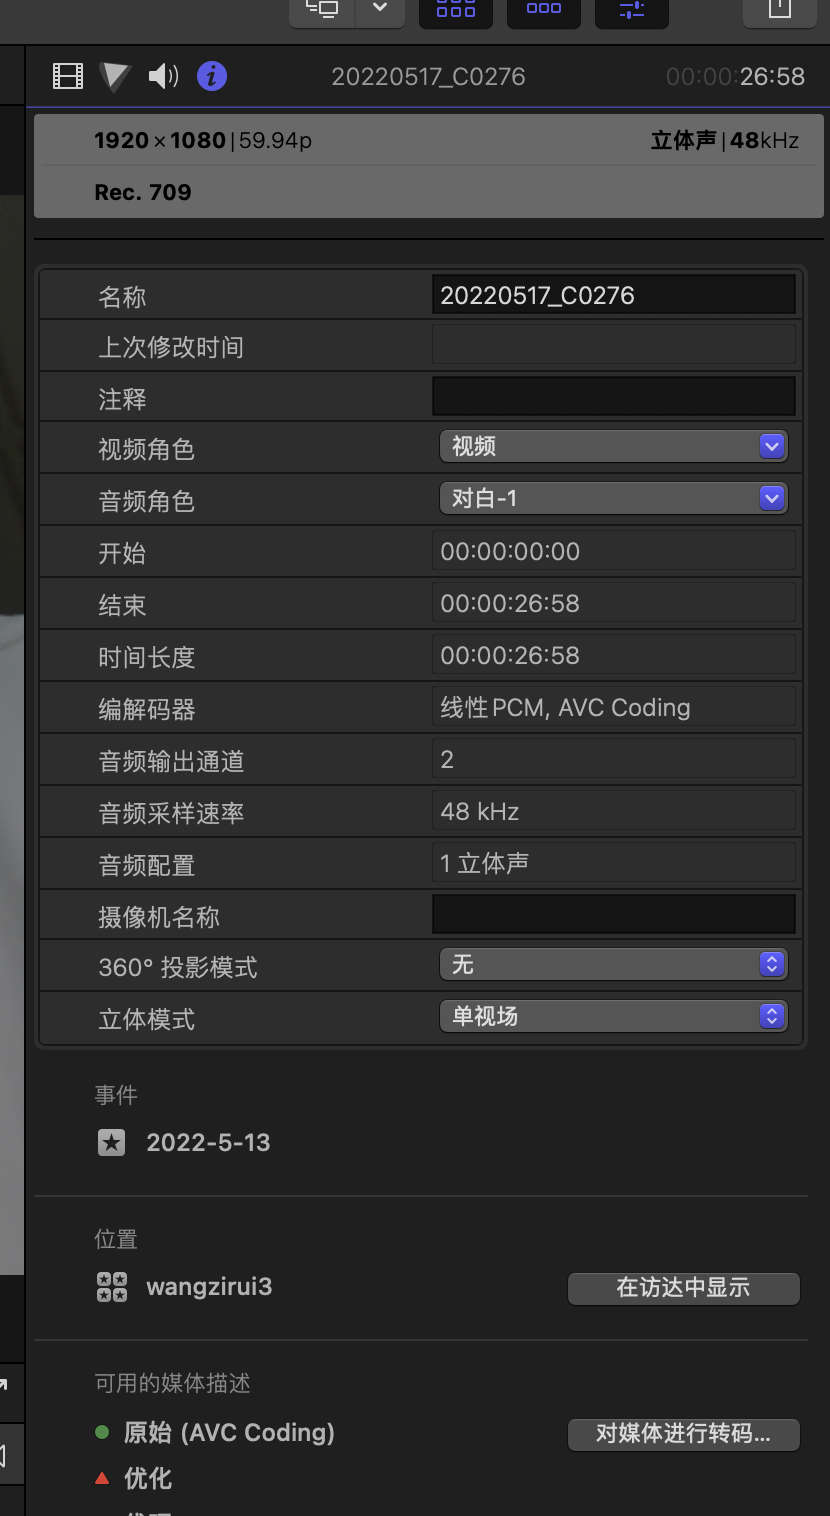 20220517_C0276 00:00:26:58
1920 × 1080 | 59.94p 立体声 | 48kHz
Rec. 709
名称 20220517_C0276
上次修改时间
注释
视频角色 视频
音频角色 对白-1
开始 00:00:00:00
结束 00:00:26:58
时间长度 00:00:26:58
编解码器 线性 PCM, AVC Coding
音频输出通道 2
音频采样速率 48 kHz
音频配置 1 立体声
摄像机名称
360° 投影模式 无
立体模式 单视场
事件
2022-5-13
位置
wangzirui3 在访达中显示
可用的媒体描述
原始 (AVC Coding) 对媒体进行转码...
优化